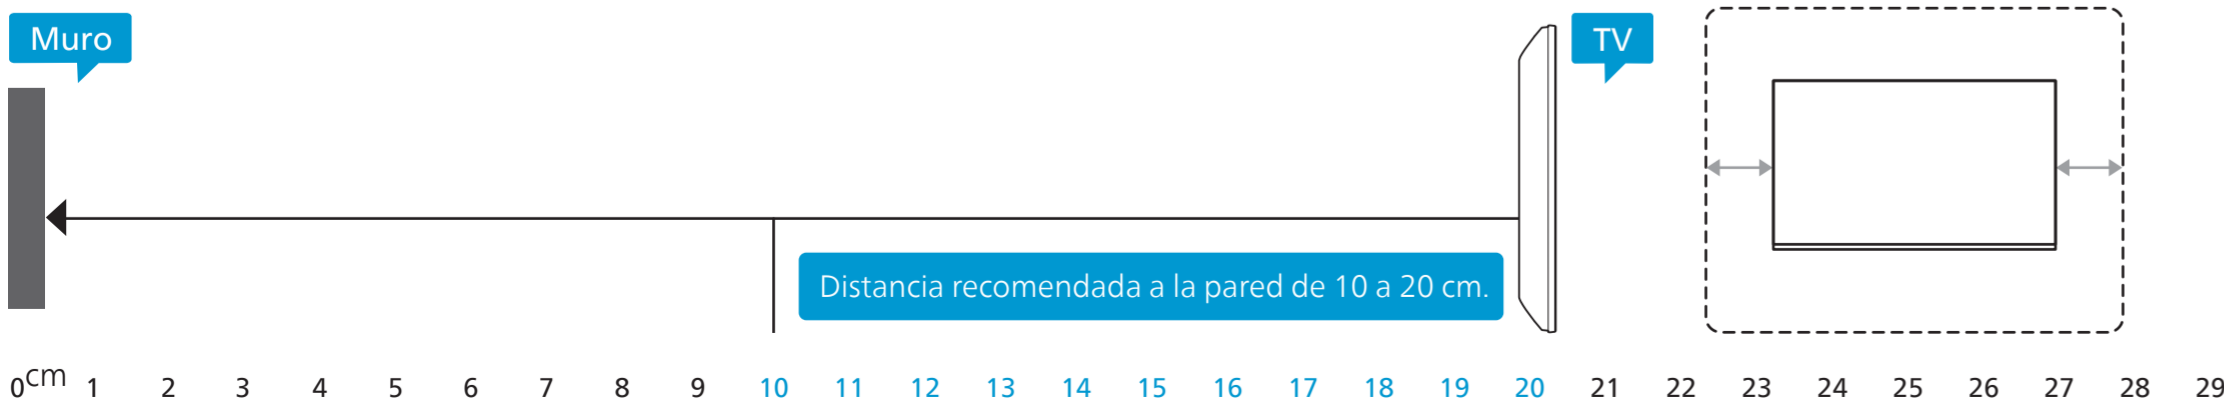 Muro
TV
Distancia recomendada a la pared de 10 a 20 cm.
0cm 1 2 3 4 5 6 7 8 9 10 11 12 13 14 15 16 17 18 19 20 21 22 23 24 25 26 27 28 29